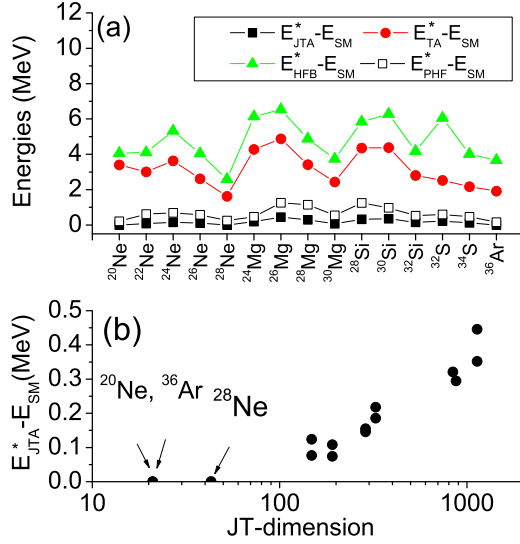 (a)
E*JTA-ESM
E*TA-ESM
E*HFB-ESM
E*PHF-ESM
Energies (MeV)
12
10
8
6
4
2
0
20Ne
22Ne
24Ne
26Ne
28Ne
24Mg
26Mg
28Mg
30Mg
28Si
30Si
32Si
32S
34S
36Ar
(b)
E*JTA-ESM(MeV)
0.5
0.4
0.3
0.2
0.1
0.0
20Ne, 36Ar 28Ne
10
100
1000
JT-dimension